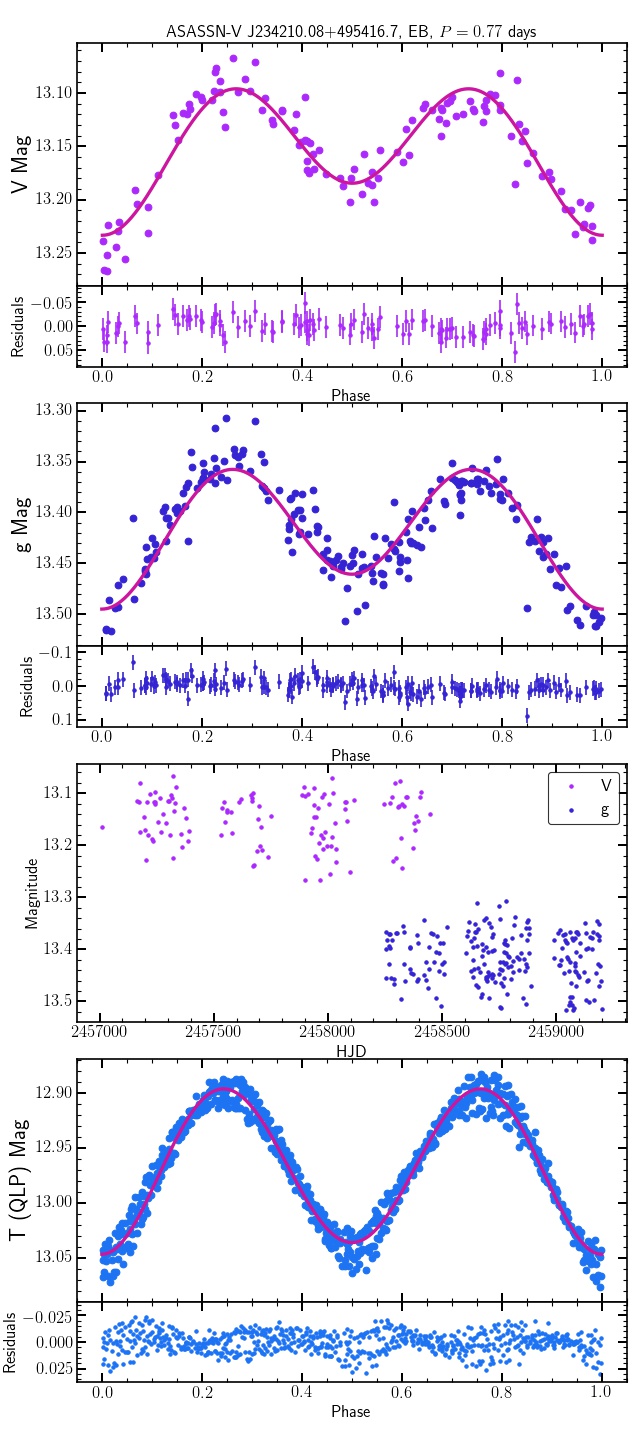 ASASSN-V J234210.08+495416.7, EB, P = 0.77 days
13.10
13.15
13.20
13.25
V Mag
−0.05
0.00
0.05
Residuals
0.0 0.2 0.4 0.6 0.8 1.0
Phase
13.30
13.35
13.40
13.45
13.50
g Mag
−0.1
0.0
0.1
Residuals
0.0 0.2 0.4 0.6 0.8 1.0
Phase
13.1
13.2
13.3
13.4
13.5
Magnitude
V
g
2457000 2457500 2458000 2458500 2459000
HJD
12.90
12.95
13.00
13.05
T (QLP) Mag
−0.025
0.000
0.025
Residuals
0.0 0.2 0.4 0.6 0.8 1.0
Phase